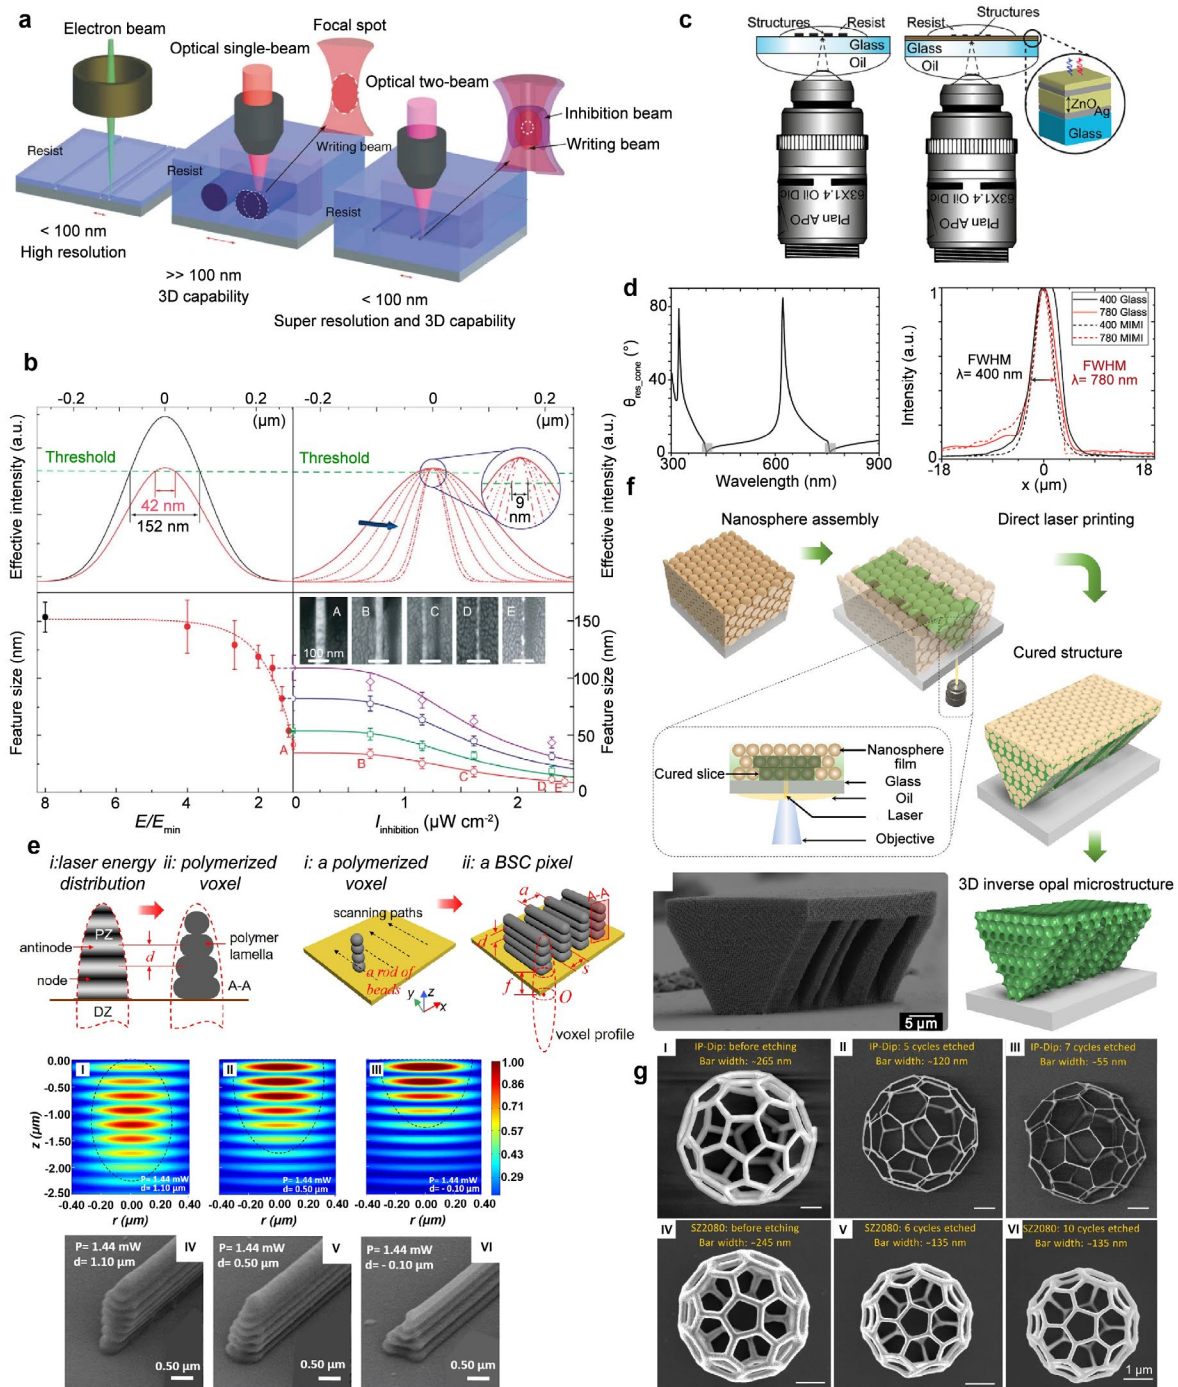 a
Electron beam
Resist
< 100 nm
High resolution
Optical single-beam
Focal spot
Writing beam
Resist
>> 100 nm
3D capability
Optical two-beam
Inhibition beam
Writing beam
Resist
< 100 nm
Super resolution and 3D capability
b
-0.2 0 0.2
(µm)
Threshold
42 nm
152 nm
Effective intensity (a.u.)
-0.2 0 0.2
(µm)
Threshold
9
nm
Effective intensity (a.u.)
Feature size (nm)
A
8 6 4 2 0
E/Emin
A B C D E
100 nm
B C D E
150
100
50
0
Feature size (nm)
1 2
Iinhibition (µW cm-2)
c
Structures Resist
Glass
Oil
63X1.4 Oil Dic
Plan APO
Structures
Resist
Glass
Oil
63X1.4 Oil Dic
Plan APO
ZnO
Ag
Glass
d
80
40
0
θres_cone (°)
300 600 900
Wavelength (nm)
1
0
Intensity (a.u.)
400 Glass
780 Glass
400 MIMI
780 MIMI
FWHM
λ= 400 nm
FWHM
λ= 780 nm
-18 0 18
x (µm)
e
i:laser energy
distribution
ii: polymerized
voxel
PZ
antinode
node
DZ
d
polymer
lamella
A-A
i: a polymerized
voxel
scanning paths
a rod of
beads
y z x
ii: a BSC pixel
a
A-A
d
s
f
O
voxel profile
0.00
-0.50
-1.00
-1.50
-2.00
-2.50
z (µm)
I
P= 1.44 mW
d= 1.10 µm
II
P= 1.44 mW
d= 0.50 µm
III
P= 1.44 mW
d= - 0.10 µm
1.00
0.86
0.71
0.57
0.43
0.29
-0.40 -0.20 0.00 0.20 0.40
r (µm)
-0.40 -0.20 0.00 0.20 0.40
r (µm)
-0.40 -0.20 0.00 0.20 0.40
r (µm)
IV
P= 1.44 mW
d= 1.10 µm
0.50 µm
V
P= 1.44 mW
d= 0.50 µm
0.50 µm
VI
P= 1.44 mW
d= - 0.10 µm
0.50 µm
f
Nanosphere assembly
Direct laser printing
Cured structure
Nanosphere
film
Cured slice
Glass
Oil
Laser
Objective
3D inverse opal microstructure
5 µm
g
I
IP-Dip: before etching
Bar width: ~265 nm
II
IP-Dip: 5 cycles etched
Bar width: ~120 nm
III
IP-Dip: 7 cycles etched
Bar width: ~55 nm
IV
SZ2080: before etching
Bar width: ~245 nm
V
SZ2080: 6 cycles etched
Bar width: ~135 nm
VI
SZ2080: 10 cycles etched
Bar width: ~135 nm
1 µm